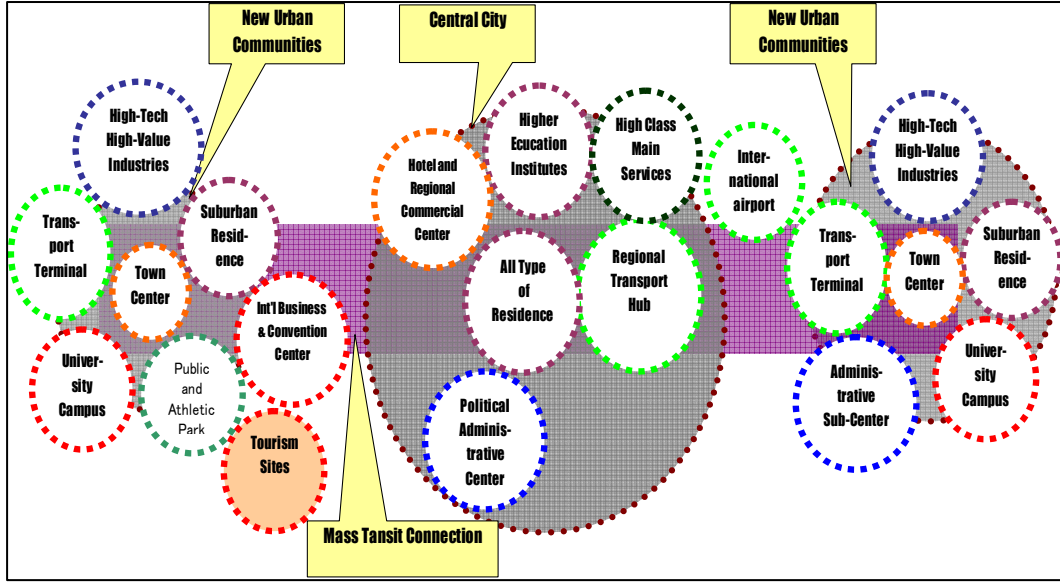 New Urban
Communities
Central City
New Urban
Communities
High-Tech
High-Value
Industries
Trans-
port
Terminal
Suburban
Resid-
ence
Town
Center
Int'l Business
& Convention
Center
Univer-
sity
Campus
Public
and
Athletic
Park
Tourism
Sites
Hotel and
Regional
Commercial
Center
Higher
Ecucation
Institutes
High Class
Main
Services
All Type
of
Residence
Regional
Transport
Hub
Political
Adminis-
trative
Center
Inter-
national
airport
High-Tech
High-Value
Industries
Trans-
port
Terminal
Town
Center
Suburban
Resid-
ence
Adminis-
trative
Sub-Center
Univer-
sity
Campus
Mass Tansit Connection